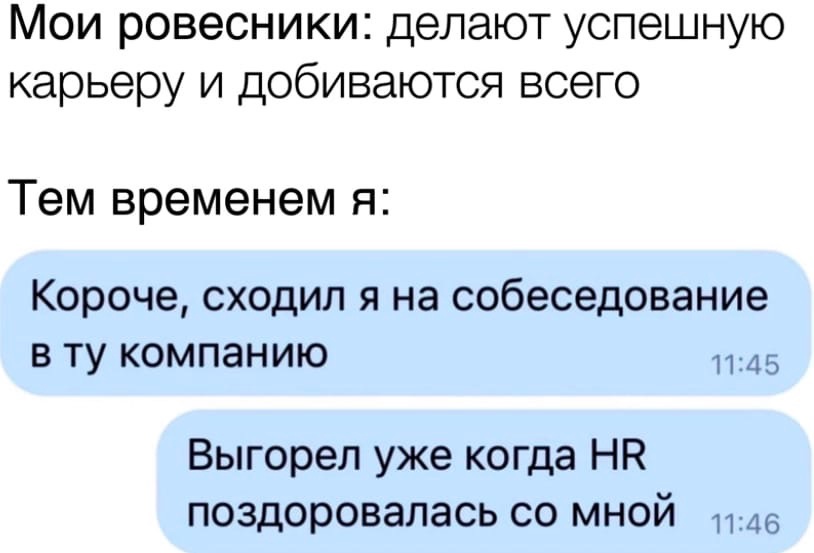 Мои ровесники: делают успешную
карьеру и добиваются всего
Тем временем я:
Короче, сходил я на собеседование
в ту компанию
11:45
Выгорел уже когда HR
поздоровалась со мной
11:46